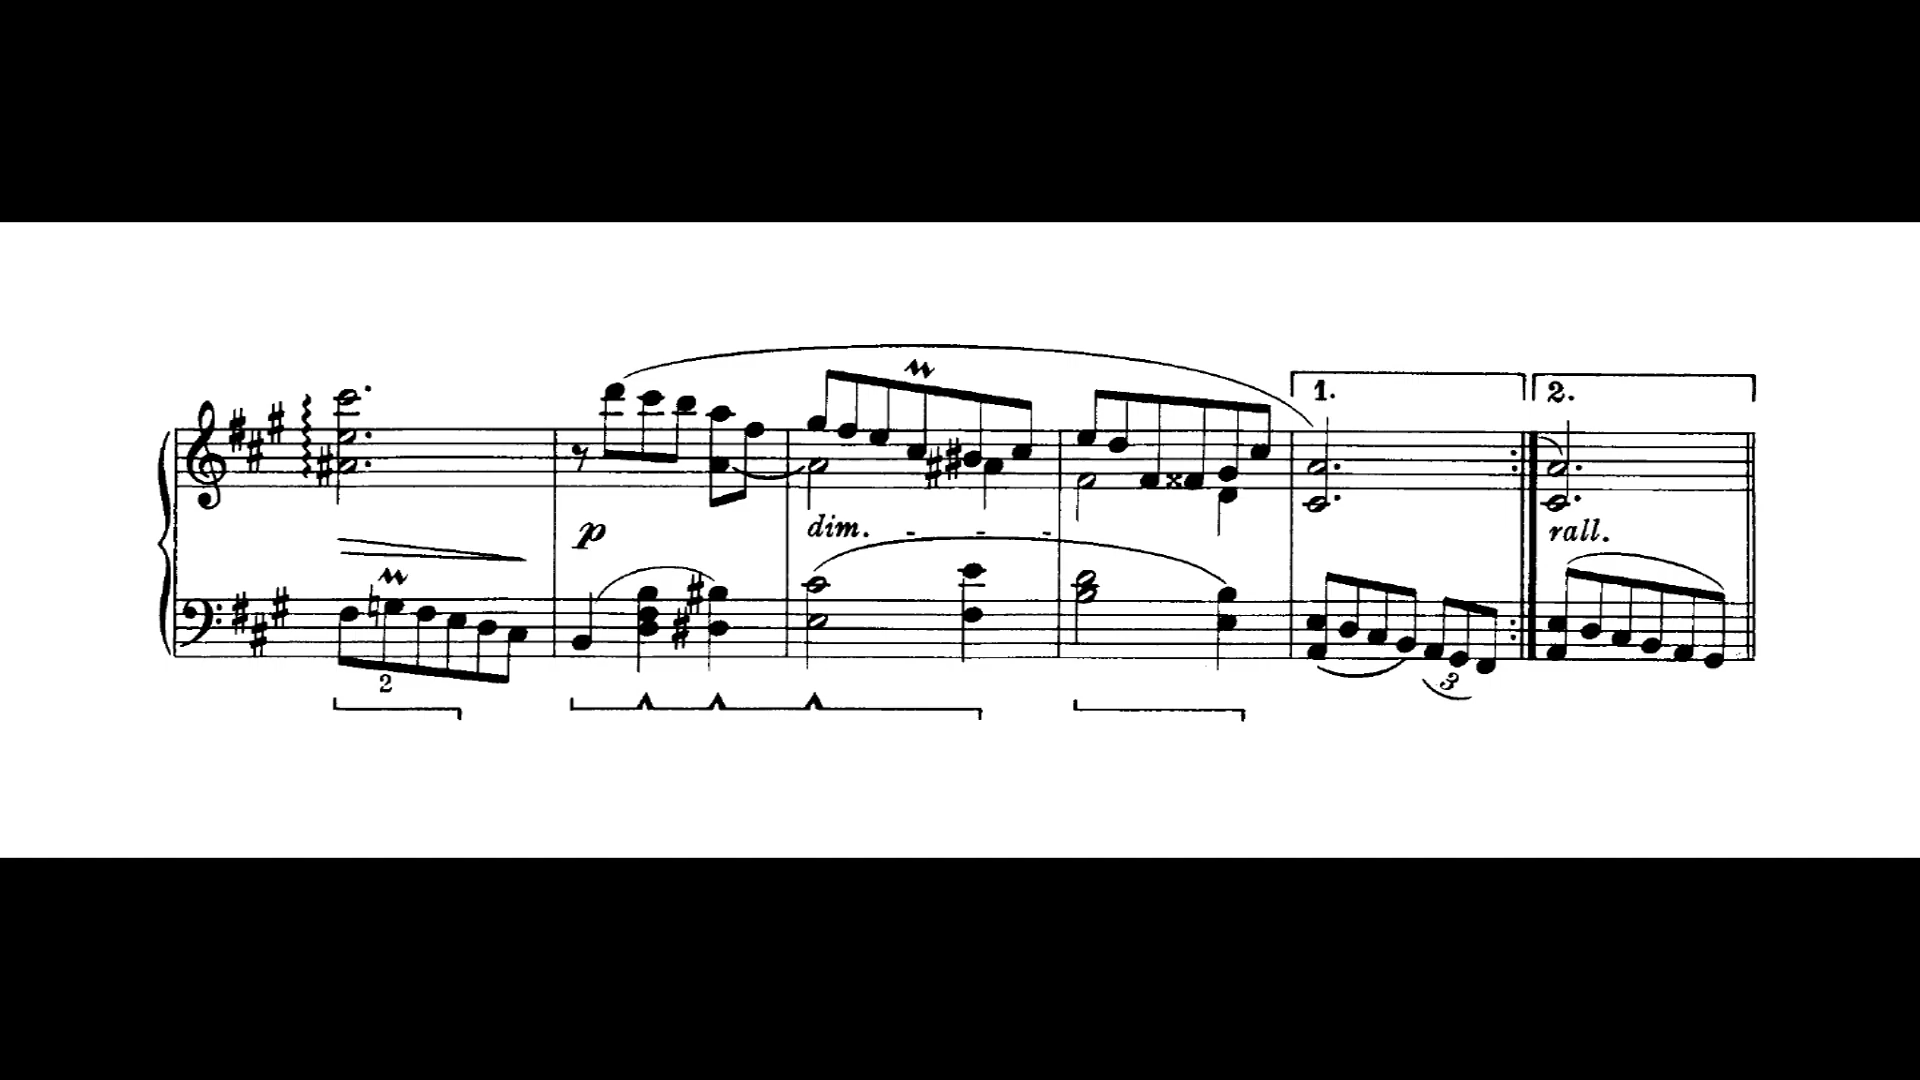 1. 2.
p dim. - - - rall.
2 3